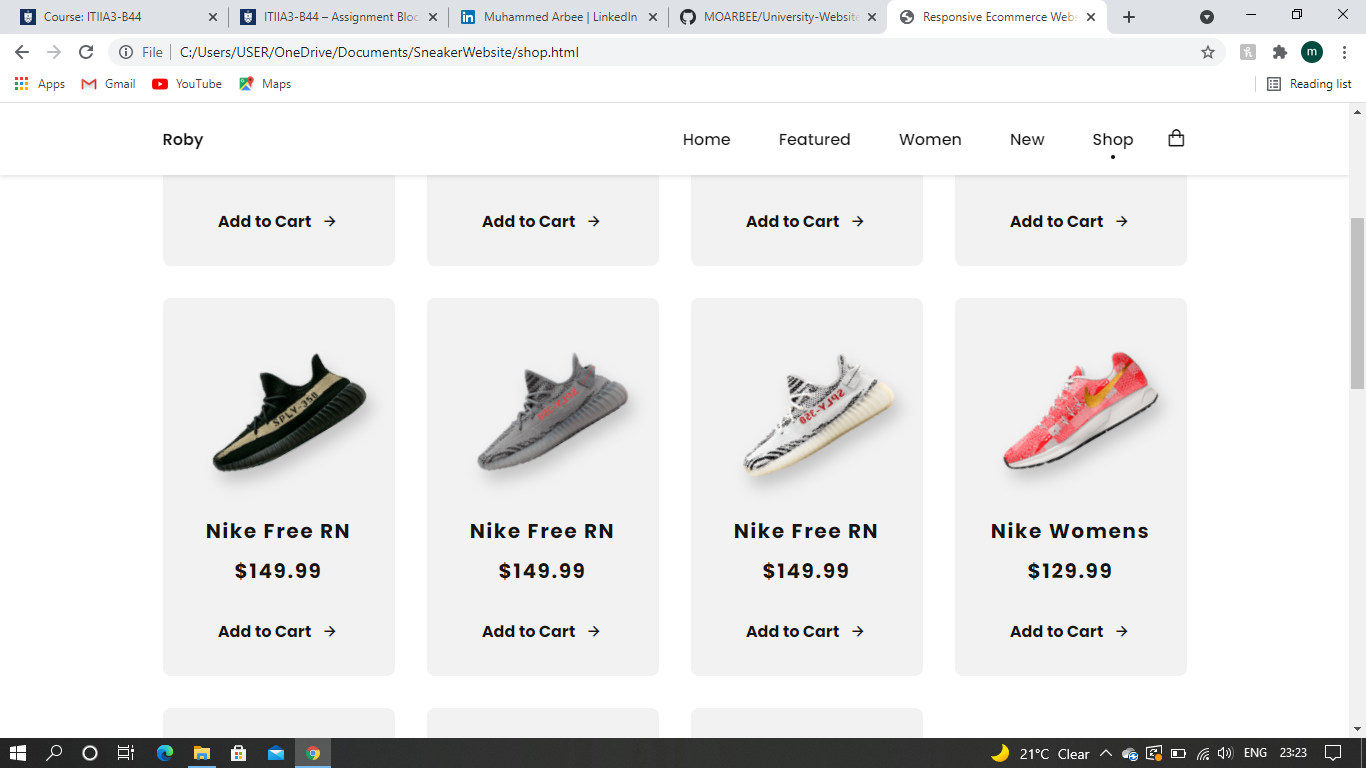 Course: ITIIA3-B44
ITIIA3-B44 – Assignment Bloc
Muhammed Arbee | LinkedIn
MOARBEE/University-Website
Responsive Ecommerce Webs
File C:/Users/USER/OneDrive/Documents/SneakerWebsite/shop.html
m
Apps Gmail YouTube Maps Reading list
Roby Home Featured Women New Shop
Add to Cart → Add to Cart → Add to Cart → Add to Cart →
SPLY-350 SPLY-350 SPLY-350
Nike Free RN Nike Free RN Nike Free RN Nike Womens
$149.99 $149.99 $149.99 $129.99
Add to Cart → Add to Cart → Add to Cart → Add to Cart →
21°C Clear ENG 23:23